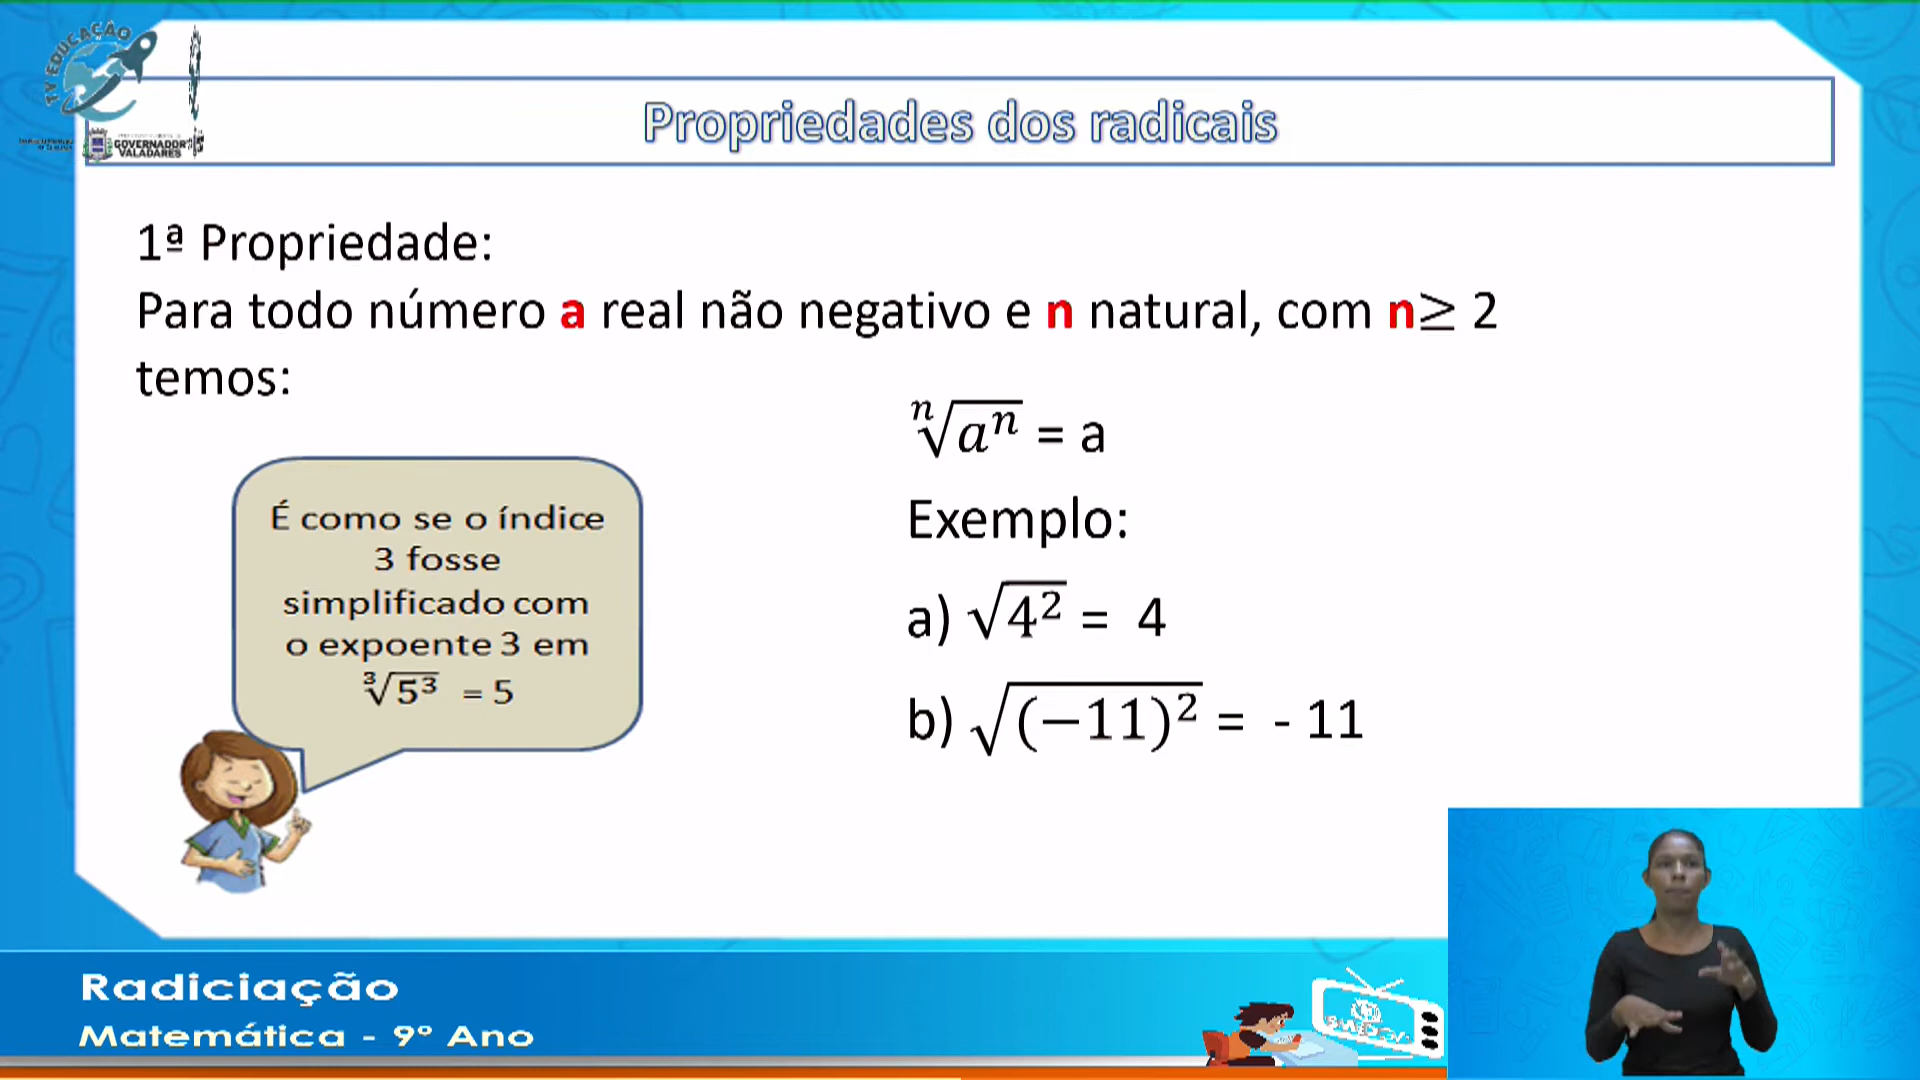 TV EDUCAÇÃO
GOVERNADOR
VALADARES
Propriedades dos radicais
1ª Propriedade:
Para todo número a real não negativo e n natural, com n≥ 2
temos:
ⁿ√aⁿ = a
É como se o índice
3 fosse
simplificado com
o expoente 3 em
³√5³ = 5
Exemplo:
a) √4² = 4
b) √(−11)² = - 11
Radiciação
Matemática - 9º Ano